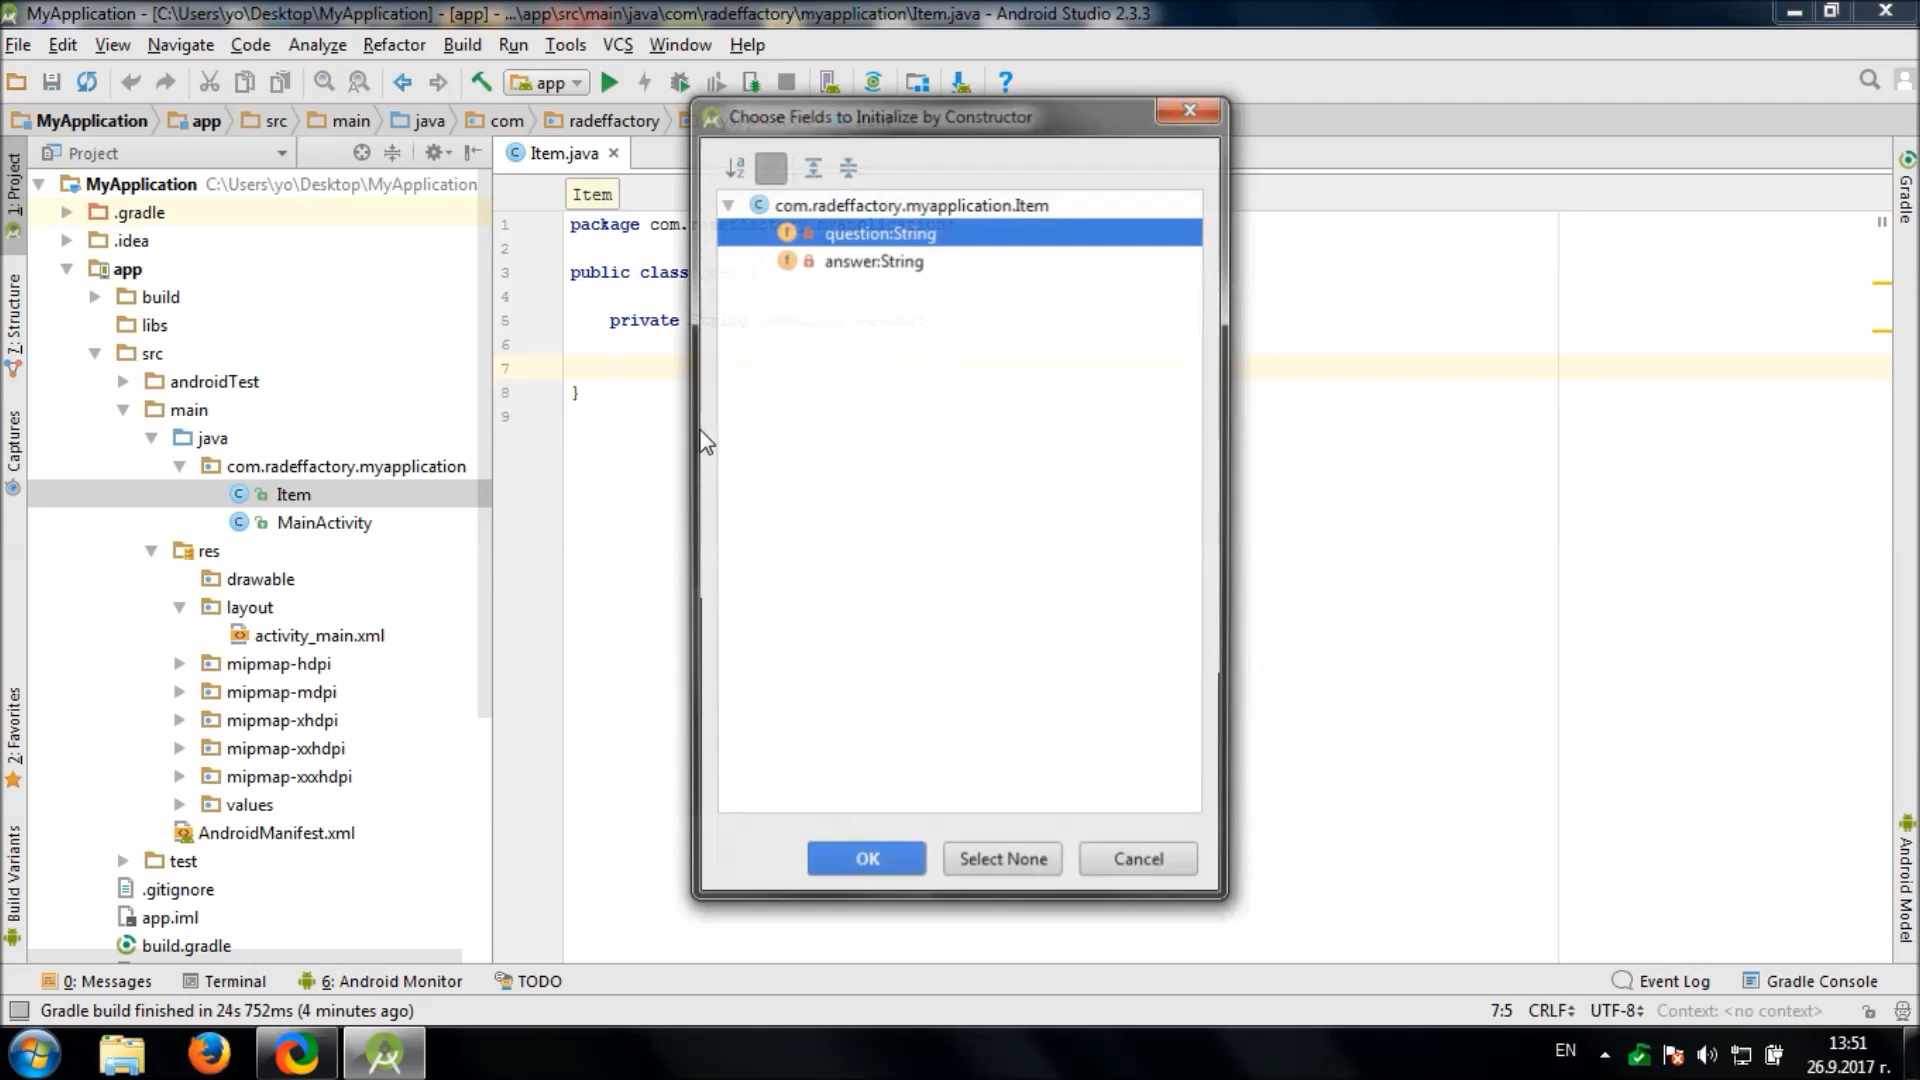 MyApplication - [C:\Users\yo\Desktop\MyApplication] - [app] - ...\app\src\main\java\com\radeffactory\myapplication\Item.java - Android Studio 2.3.3
File Edit View Navigate Code Analyze Refactor Build Run Tools VCS Window Help
app
MyApplication app src main java com radeffactory
Project
Item.java
MyApplication C:\Users\yo\Desktop\MyApplication
.gradle
.idea
app
build
libs
src
androidTest
main
java
com.radeffactory.myapplication
Item
MainActivity
res
drawable
layout
activity_main.xml
mipmap-hdpi
mipmap-mdpi
mipmap-xhdpi
mipmap-xxhdpi
mipmap-xxxhdpi
values
AndroidManifest.xml
test
.gitignore
app.iml
build.gradle
1: Project
7: Structure
Captures
2: Favorites
Build Variants
Item
1 package com.
2
3 public class
4
5 private
6
7
8 }
9
Choose Fields to Initialize by Constructor
com.radeffactory.myapplication.Item
question:String
answer:String
OK Select None Cancel
Gradle
Android Model
0: Messages Terminal 6: Android Monitor TODO Event Log Gradle Console
Gradle build finished in 24s 752ms (4 minutes ago) 7:5 CRLF UTF-8 Context: <no context>
EN
13:51
26.9.2017 г.